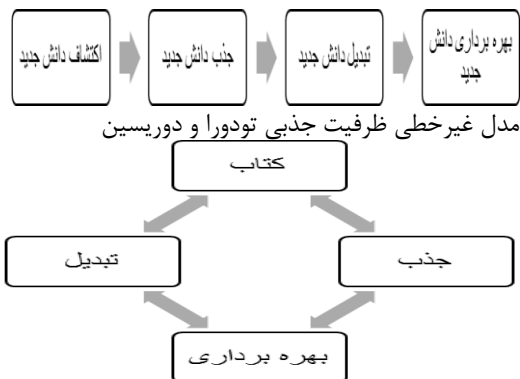 اکتشاف دانش جدید
جذب دانش جدید
تبدیل دانش جدید
بهره برداری دانش
جدید
مدل غیرخطی ظرفیت جذبی تودورا و دوریسین
کتاب
تبدیل
جذب
بهره برداری